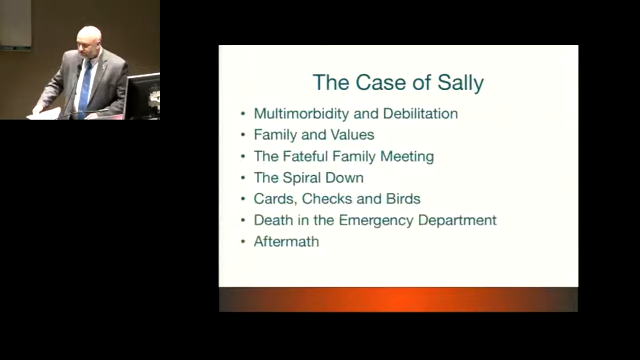 The Case of Sally
• Multimorbidity and Debilitation
• Family and Values
• The Fateful Family Meeting
• The Spiral Down
• Cards, Checks and Birds
• Death in the Emergency Department
• Aftermath